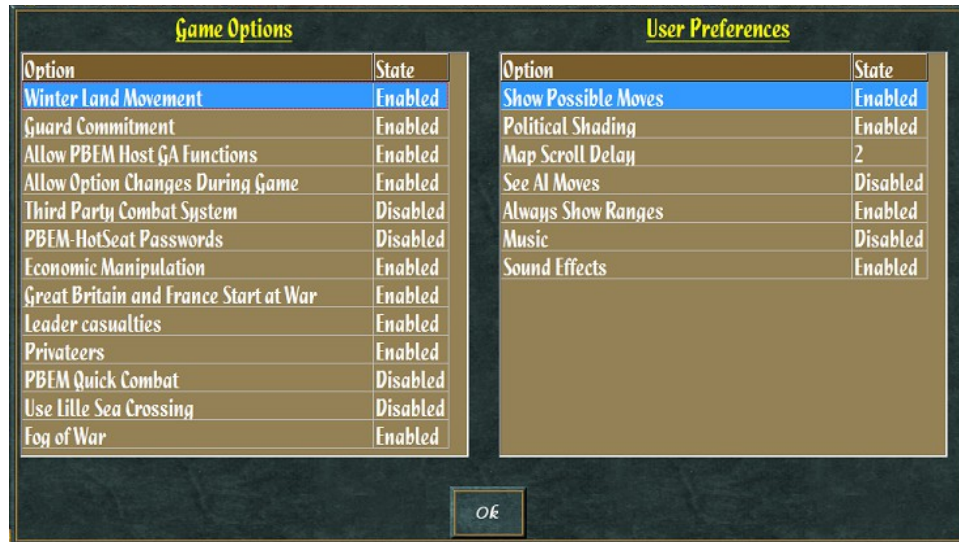 Game Options
Option State
Winter Land Movement Enabled
Guard Commitment Enabled
Allow PBEM Host GA Functions Enabled
Allow Option Changes During Game Enabled
Third Party Combat System Disabled
PBEM-HotSeat Passwords Disabled
Economic Manipulation Enabled
Great Britain and France Start at War Enabled
Leader casualties Enabled
Privateers Enabled
PBEM Quick Combat Disabled
Use Lille Sea Crossing Disabled
Fog of War Enabled
User Preferences
Option State
Show Possible Moves Enabled
Political Shading Enabled
Map Scroll Delay 2
See AI Moves Disabled
Always Show Ranges Enabled
Music Disabled
Sound Effects Enabled
Ok